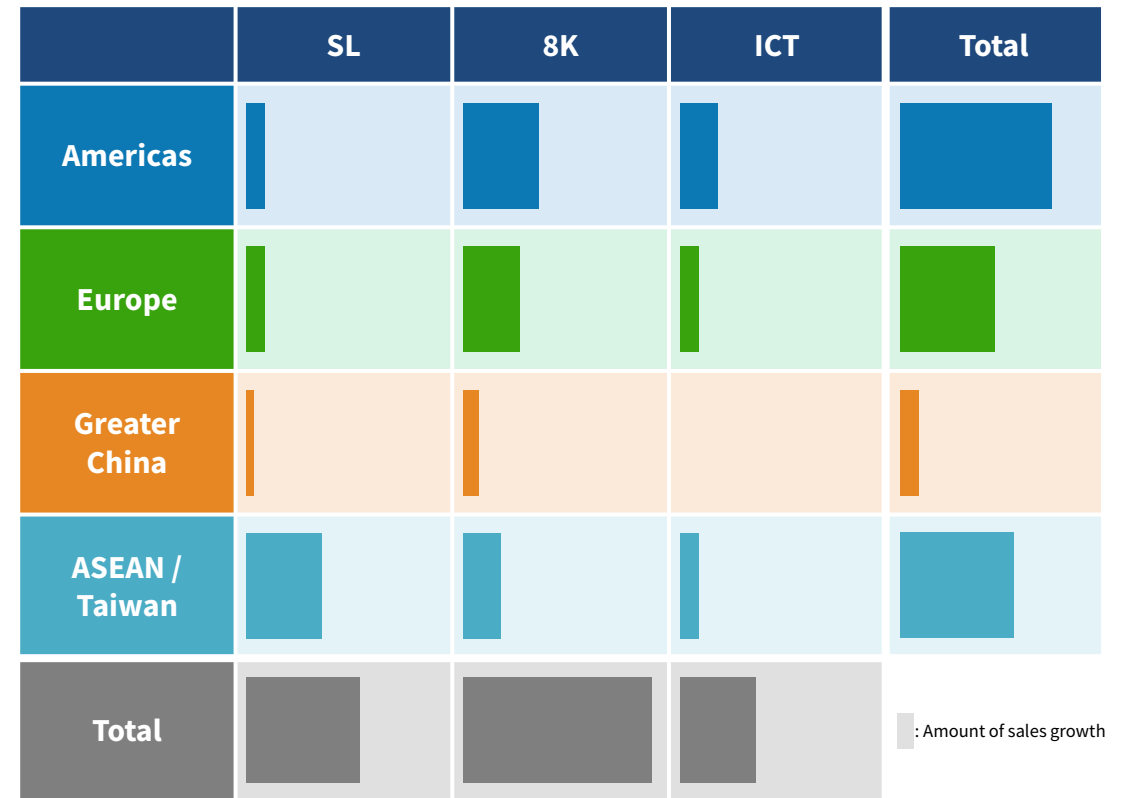 SL
8K
ICT
Total
Americas
Europe
Greater
China
ASEAN /
Taiwan
Total
: Amount of sales growth